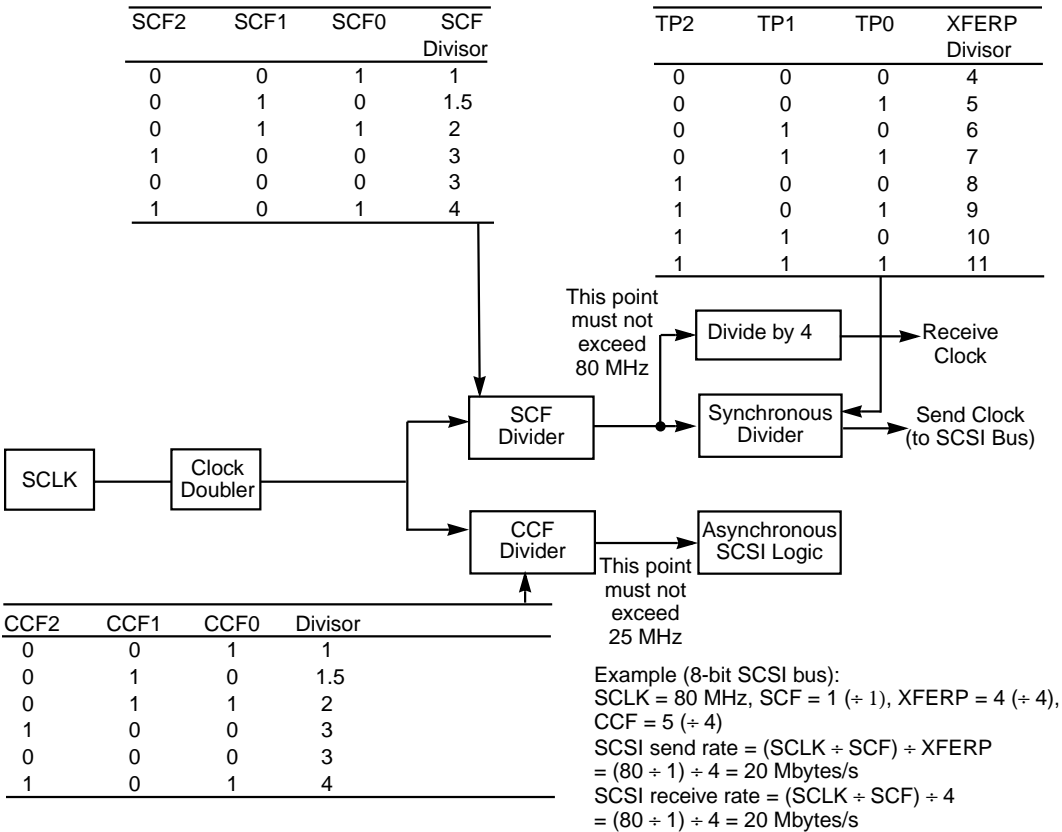 SCF2 SCF1 SCF0 SCF
Divisor
0 0 1 1
0 1 0 1.5
0 1 1 2
1 0 0 3
0 0 0 3
1 0 1 4
TP2 TP1 TP0 XFERP
Divisor
0 0 0 4
0 0 1 5
0 1 0 6
0 1 1 7
1 0 0 8
1 0 1 9
1 1 0 10
1 1 1 11
This point
must not
exceed
80 MHz
Divide by 4
Receive
Clock
SCF
Divider
Synchronous
Divider
Send Clock
(to SCSI Bus)
SCLK
Clock
Doubler
CCF
Divider
Asynchronous
SCSI Logic
This point
must not
exceed
25 MHz
CCF2 CCF1 CCF0 Divisor
0 0 1 1
0 1 0 1.5
0 1 1 2
1 0 0 3
0 0 0 3
1 0 1 4
Example (8-bit SCSI bus):
SCLK = 80 MHz, SCF = 1 (÷ 1), XFERP = 4 (÷ 4),
CCF = 5 (÷ 4)
SCSI send rate = (SCLK ÷ SCF) ÷ XFERP
= (80 ÷ 1) ÷ 4 = 20 Mbytes/s
SCSI receive rate = (SCLK ÷ SCF) ÷ 4
= (80 ÷ 1) ÷ 4 = 20 Mbytes/s